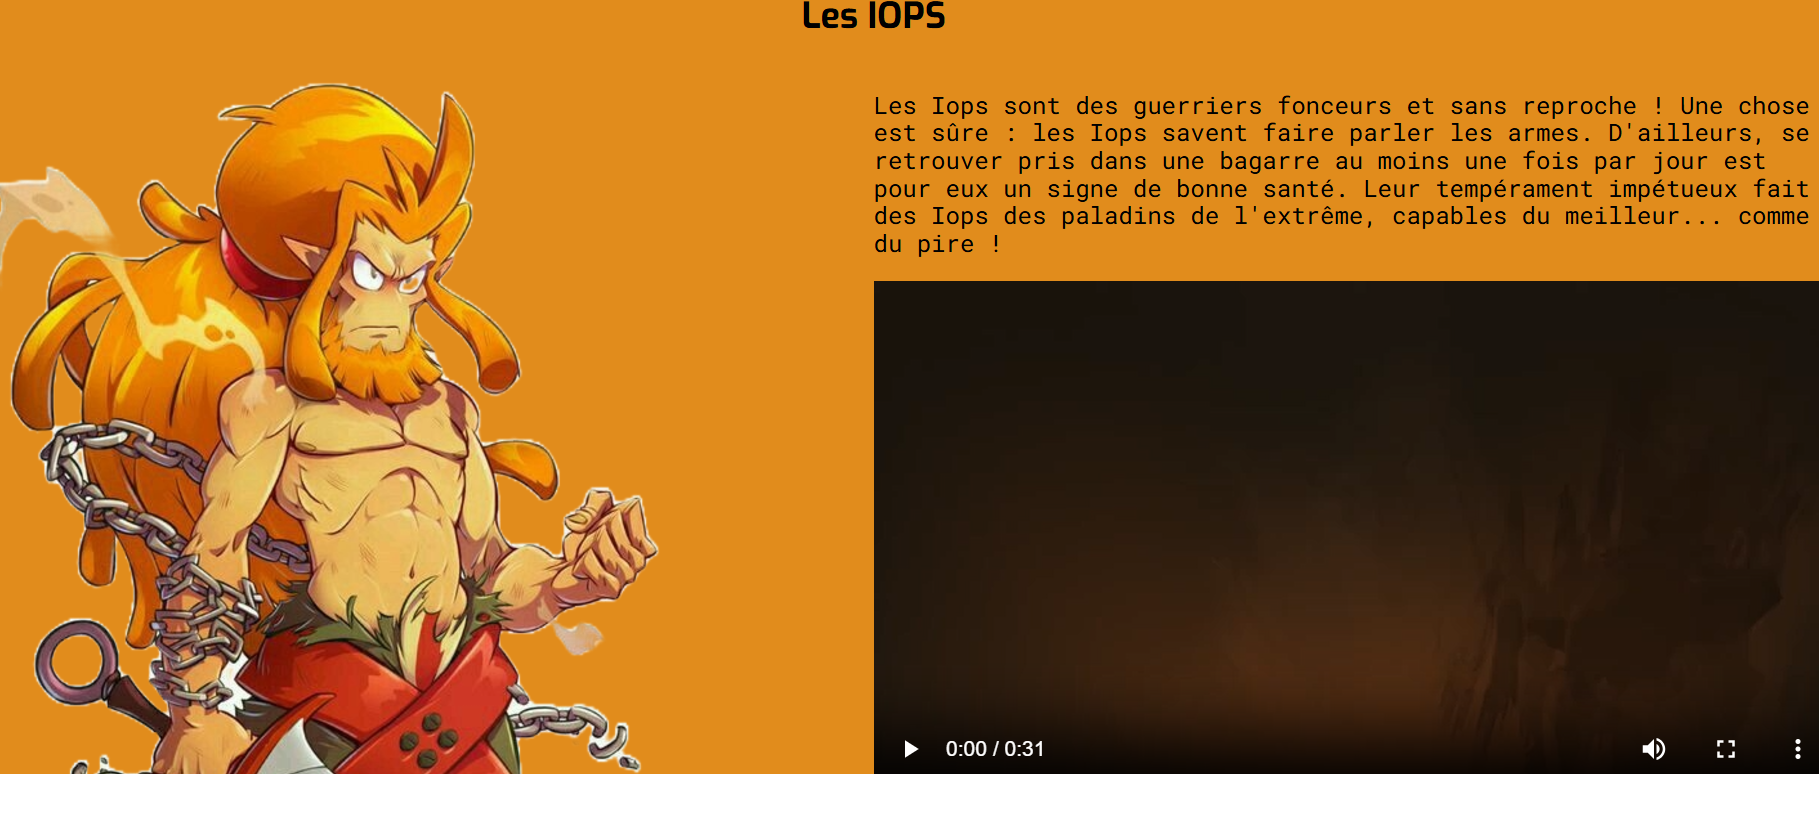 Les IOPS
Les Iops sont des guerriers fonceurs et sans reproche ! Une chose
est sûre : les Iops savent faire parler les armes. D'ailleurs, se
retrouver pris dans une bagarre au moins une fois par jour est
pour eux un signe de bonne santé. Leur tempérament impétueux fait
des Iops des paladins de l'extrême, capables du meilleur... comme
du pire !
0:00 / 0:31